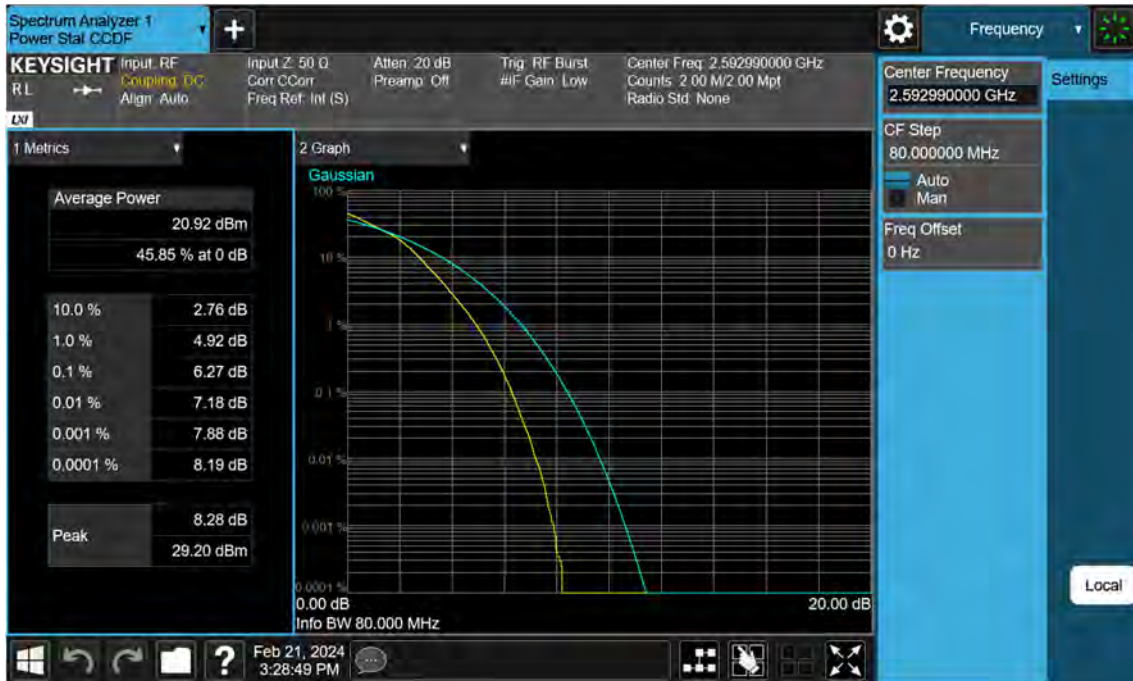 Spectrum Analyzer 1
Power Stat CCDF
Frequency
KEYSIGHT
RL
LXI
Input: RF
Coupling: DC
Align: Auto
Input Z: 50 Ω
Corr CCorr
Freq Ref: Int (S)
Atten: 20 dB
Preamp: Off
Trig: RF Burst
#IF Gain: Low
Center Freq: 2.592990000 GHz
Counts: 2.00 M/2.00 Mpt
Radio Std: None
Center Frequency
2.592990000 GHz
Settings
CF Step
80.000000 MHz
Auto
Man
Freq Offset
0 Hz
1 Metrics
Average Power
20.92 dBm
45.85 % at 0 dB
10.0 % 2.76 dB
1.0 % 4.92 dB
0.1 % 6.27 dB
0.01 % 7.18 dB
0.001 % 7.88 dB
0.0001 % 8.19 dB
Peak
8.28 dB
29.20 dBm
2 Graph
Gaussian
100 %
10 %
1 %
0.1 %
0.01 %
0.001 %
0.0001 %
0.00 dB 20.00 dB
Info BW 80.000 MHz
Local
?
Feb 21, 2024
3:28:49 PM